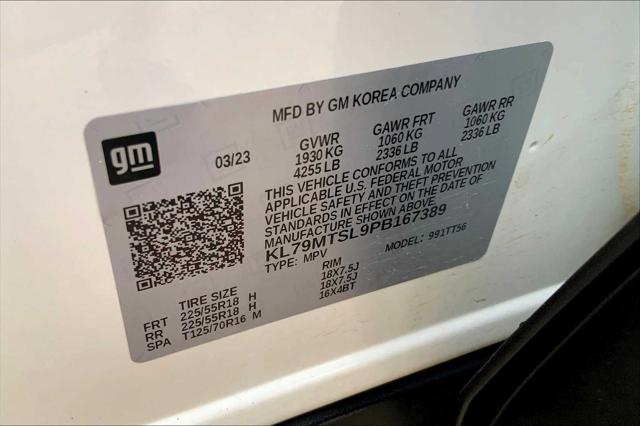 MFD BY GM KOREA COMPANY
gm
03/23
GVWR GAWR FRT GAWR RR
1930 KG 1060 KG 1060 KG
4255 LB 2336 LB 2336 LB
THIS VEHICLE CONFORMS TO ALL
APPLICABLE U.S. FEDERAL MOTOR
VEHICLE SAFETY AND THEFT PREVENTION
STANDARDS IN EFFECT ON THE DATE OF
MANUFACTURE SHOWN ABOVE.
KL79MTSL9PB167389
TYPE: MPV MODEL: 991TT56
TIRE SIZE RIM
FRT 225/55R18 H 18X7.5J
RR 225/55R18 H 18X7.5J
SPA T125/70R16 M 16X4BT